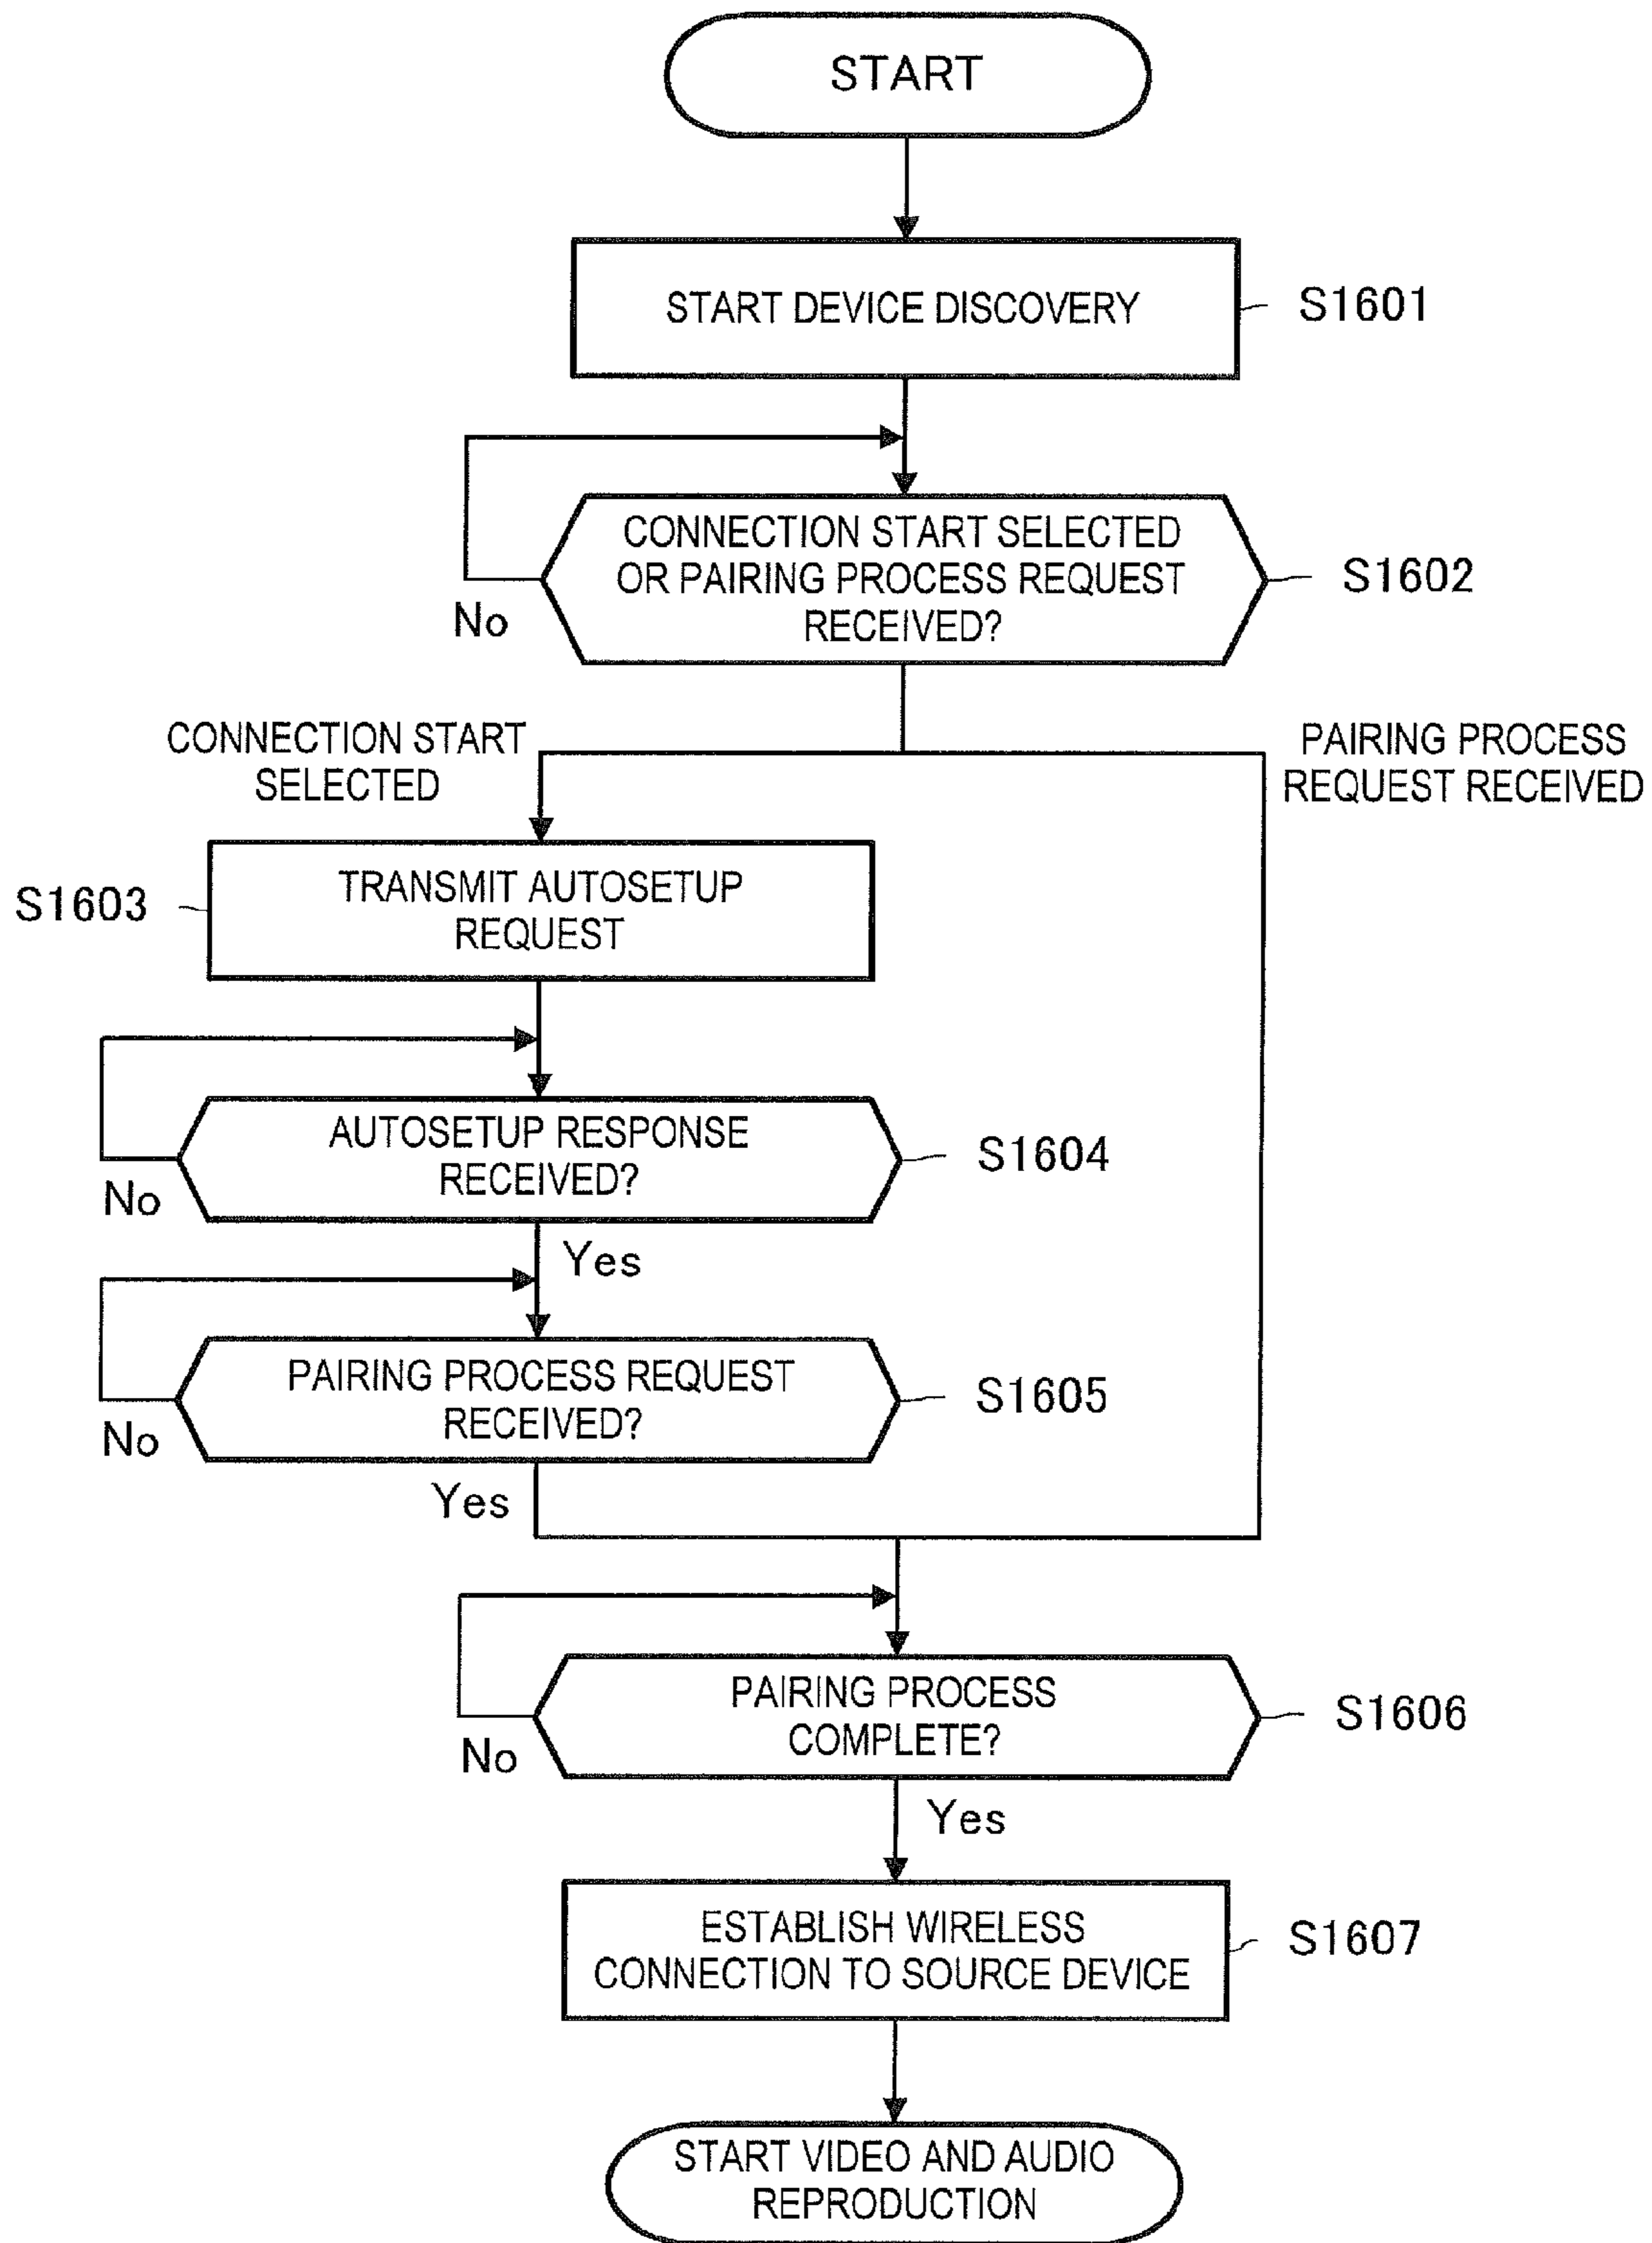 START
START DEVICE DISCOVERY
S1601
CONNECTION START SELECTED
OR PAIRING PROCESS REQUEST
RECEIVED?
S1602
No
CONNECTION START
SELECTED
PAIRING PROCESS
REQUEST RECEIVED
TRANSMIT AUTOSETUP
REQUEST
S1603
AUTOSETUP RESPONSE
RECEIVED?
S1604
No
Yes
PAIRING PROCESS REQUEST
RECEIVED?
S1605
No
Yes
PAIRING PROCESS
COMPLETE?
S1606
No
Yes
ESTABLISH WIRELESS
CONNECTION TO SOURCE DEVICE
S1607
START VIDEO AND AUDIO
REPRODUCTION